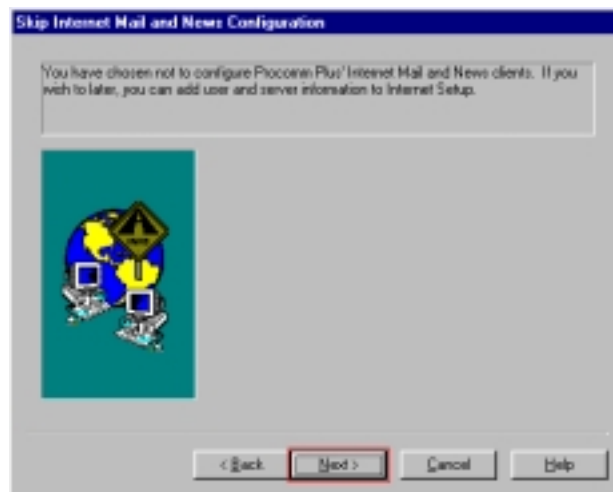 Skip Internet Mail and News Configuration
You have chosen not to configure Procomm Plus' Internet Mail and News clients. If you
wish to later, you can add user and server information to Internet Setup.
< Back
Next >
Cancel
Help